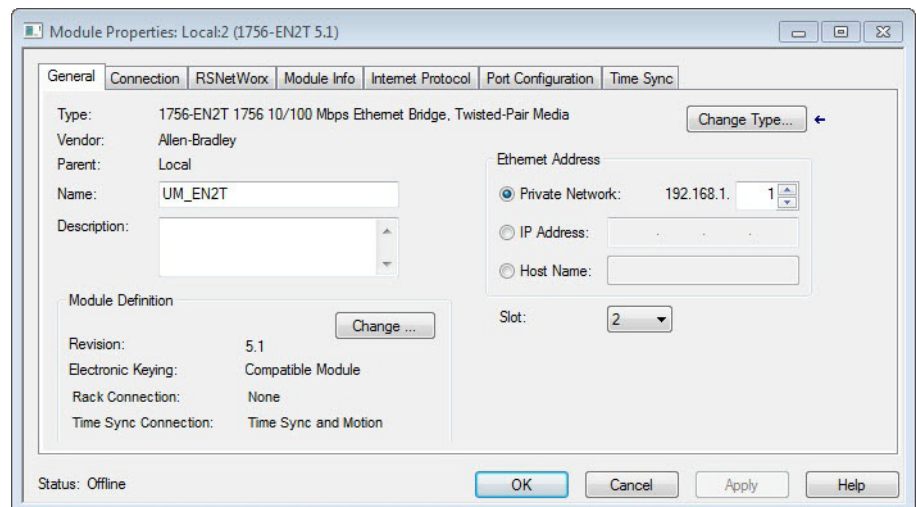 Module Properties: Local:2 (1756-EN2T 5.1)
General Connection RSNetWorx Module Info Internet Protocol Port Configuration Time Sync
Type: 1756-EN2T 1756 10/100 Mbps Ethernet Bridge, Twisted-Pair Media
Change Type...
Vendor: Allen-Bradley
Parent: Local
Name: UM_EN2T
Description:
Ethernet Address
Private Network: 192.168.1. 1
IP Address: . . .
Host Name:
Module Definition
Change ...
Revision: 5.1
Electronic Keying: Compatible Module
Rack Connection: None
Time Sync Connection: Time Sync and Motion
Slot: 2
Status: Offline
OK Cancel Apply Help